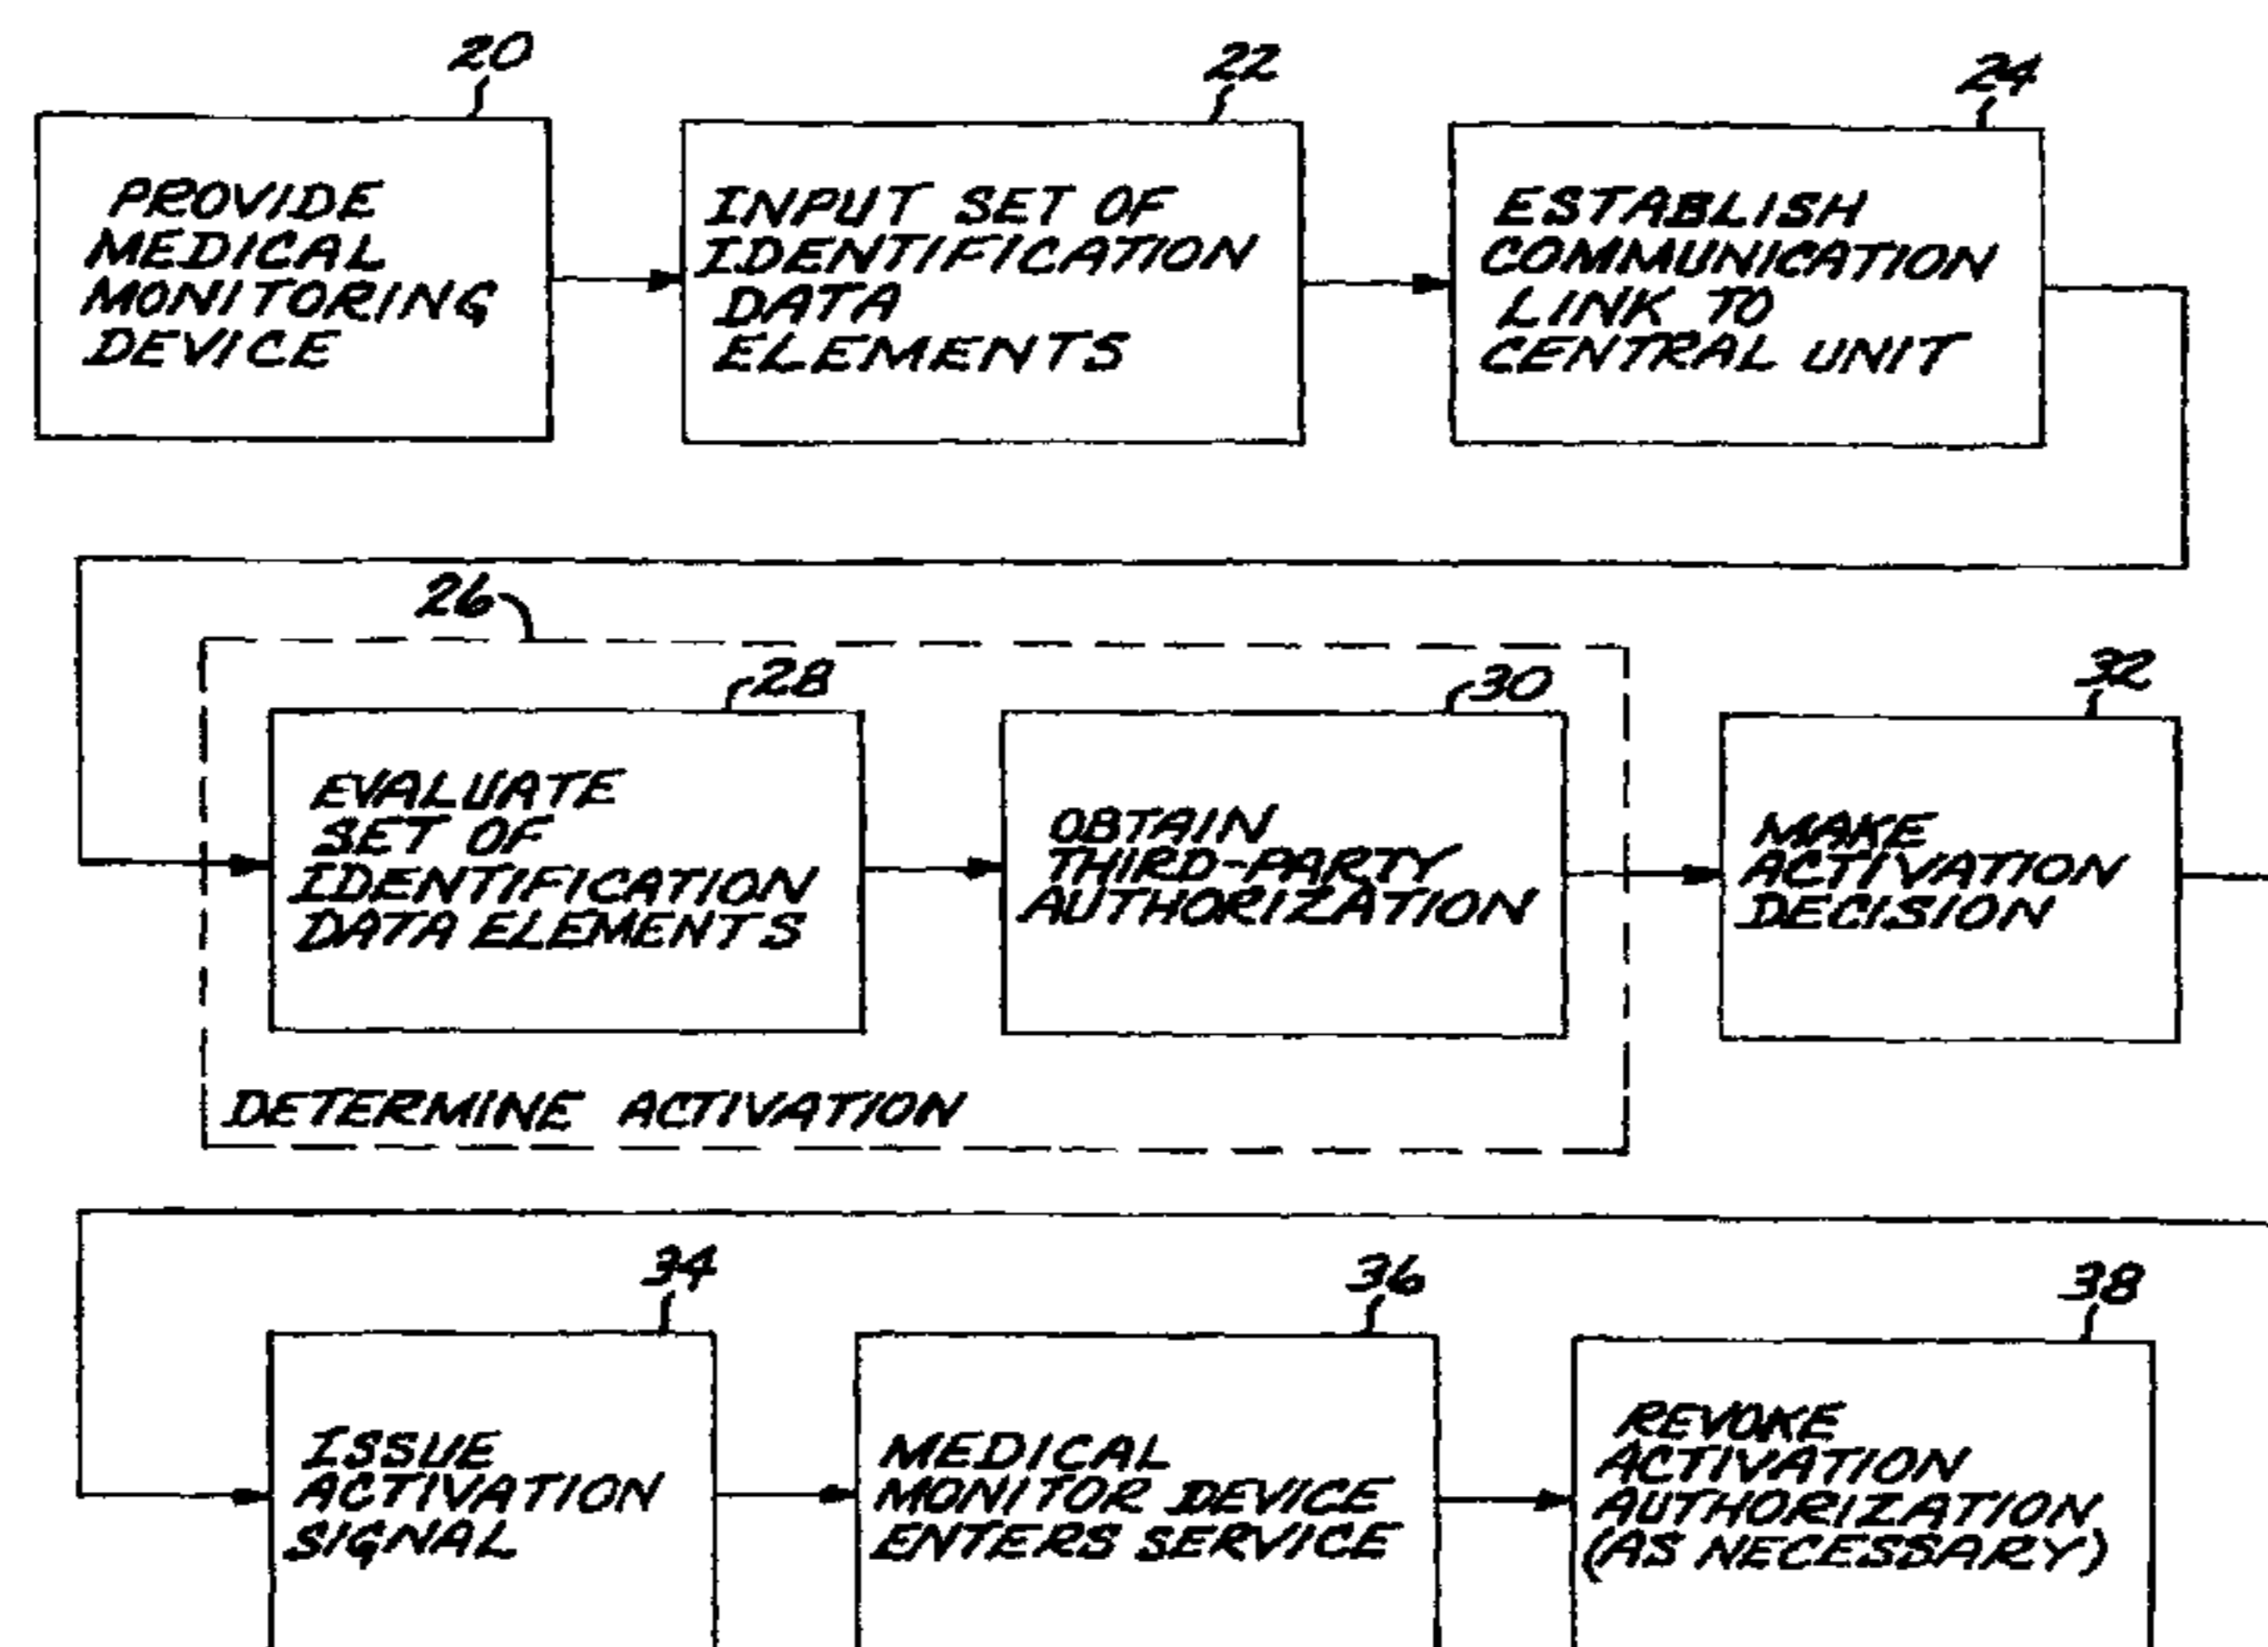 20
PROVIDE
MEDICAL
MONITORING
DEVICE
22
INPUT SET OF
IDENTIFICATION
DATA
ELEMENTS
24
ESTABLISH
COMMUNICATION
LINK TO
CENTRAL UNIT
26
28
EVALUATE
SET OF
IDENTIFICATION
DATA ELEMENTS
30
OBTAIN
THIRD-PARTY
AUTHORIZATION
DETERMINE ACTIVATION
32
MAKE
ACTIVATION
DECISION
34
ISSUE
ACTIVATION
SIGNAL
36
MEDICAL
MONITOR DEVICE
ENTERS SERVICE
38
REVOKE
ACTIVATION
AUTHORIZATION
(AS NECESSARY)